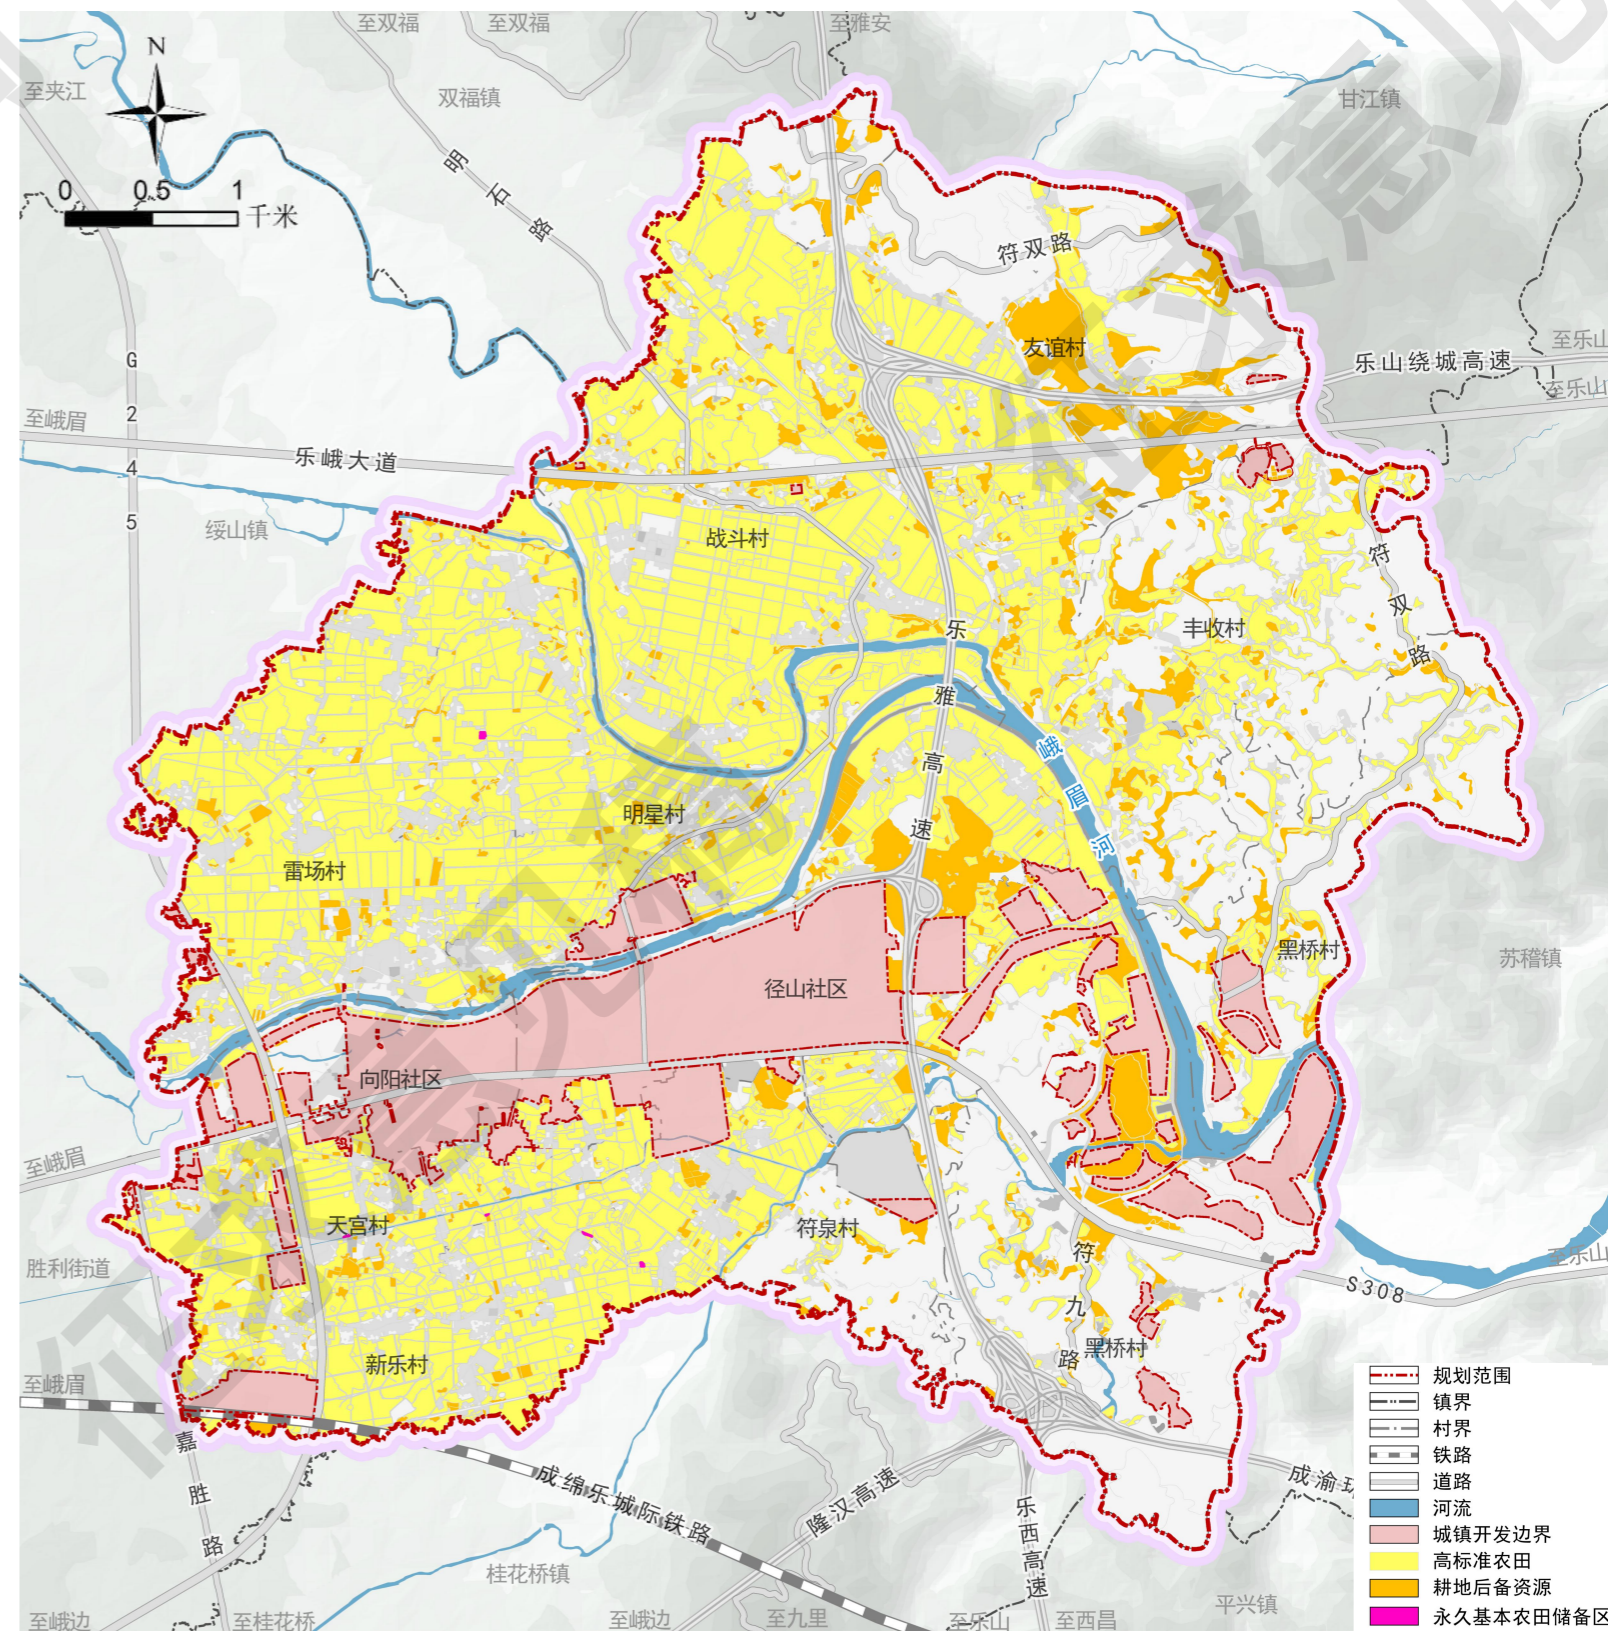 至双福
至双福
至雅安
N
至夹江
双福镇
甘江镇
明石路
0 0.5 1
千米
符双路
友谊村
至乐山
乐山绕城高速
至乐山
G245
至峨眉
乐峨大道
绥山镇
战斗村
符双路
丰收村
乐雅高速
峨眉河
明星村
雷场村
黑桥村
苏稽镇
径山社区
向阳社区
至峨眉
天宫村
符泉村
胜利街道
至乐山
S308
符九路
新乐村
黑桥村
至峨眉
嘉胜路
成绵乐城际铁路
隆汉高速
乐西高速
成渝环
桂花桥镇
平兴镇
至峨边
至桂花桥
至峨边
至九里
至乐山
至西昌
规划范围
镇界
村界
铁路
道路
河流
城镇开发边界
高标准农田
耕地后备资源
永久基本农田储备区
征求意见稿
征求意见